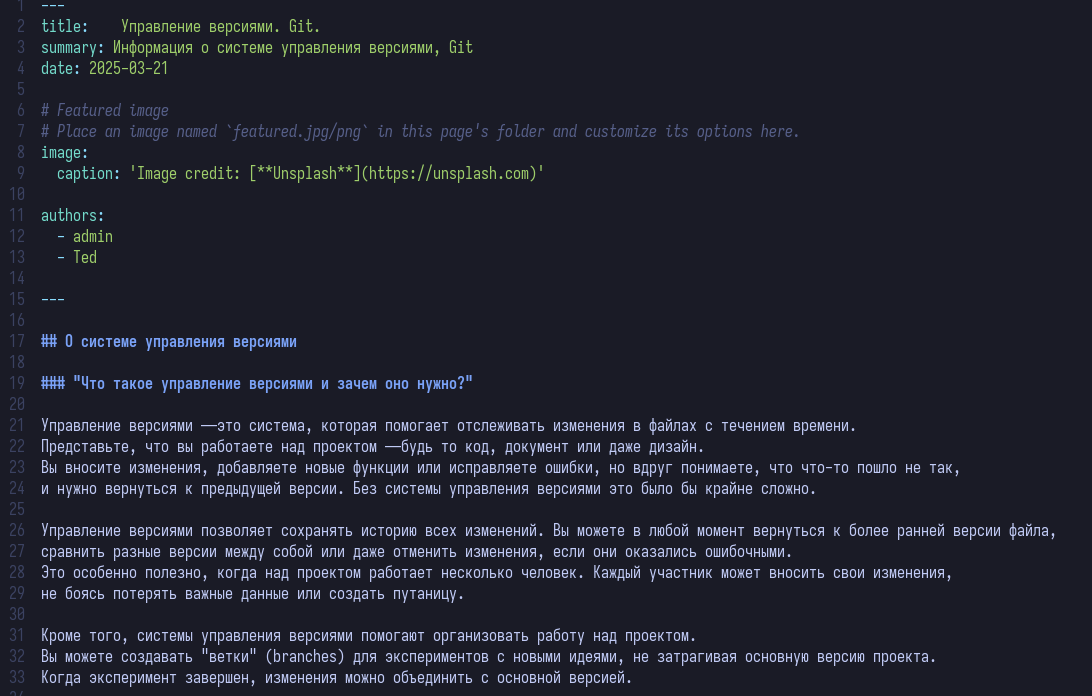 1 ---
2 title:    Управление версиями. Git.
3 summary: Информация о системе управления версиями, Git
4 date: 2025-03-21
5
6 # Featured image
7 # Place an image named `featured.jpg/png` in this page's folder and customize its options here.
8 image:
9   caption: 'Image credit: [**Unsplash**](https://unsplash.com)'
10
11 authors:
12   - admin
13   - Ted
14
15 ---
16
17 ## О системе управления версиями
18
19 ### "Что такое управление версиями и зачем оно нужно?"
20
21 Управление версиями —это система, которая помогает отслеживать изменения в файлах с течением времени.
22 Представьте, что вы работаете над проектом —будь то код, документ или даже дизайн.
23 Вы вносите изменения, добавляете новые функции или исправляете ошибки, но вдруг понимаете, что что-то пошло не так,
24 и нужно вернуться к предыдущей версии. Без системы управления версиями это было бы крайне сложно.
25
26 Управление версиями позволяет сохранять историю всех изменений. Вы можете в любой момент вернуться к более ранней версии файла,
27 сравнить разные версии между собой или даже отменить изменения, если они оказались ошибочными.
28 Это особенно полезно, когда над проектом работает несколько человек. Каждый участник может вносить свои изменения,
29 не боясь потерять важные данные или создать путаницу.
30
31 Кроме того, системы управления версиями помогают организовать работу над проектом.
32 Вы можете создавать "ветки" (branches) для экспериментов с новыми идеями, не затрагивая основную версию проекта.
33 Когда эксперимент завершен, изменения можно объединить с основной версией.